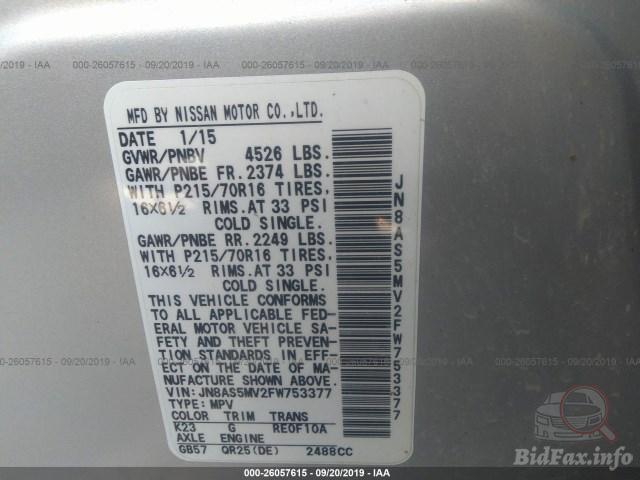 000-26057615 - 09/20/2019 - IAA
MFD BY NISSAN MOTOR CO.,LTD.
DATE 1/15
GVWR/PNBV 4526 LBS.
GAWR/PNBE FR.2374 LBS.
WITH P215/70R16 TIRES,
16X6½ RIMS.AT 33 PSI
COLD SINGLE.
GAWR/PNBE RR.2249 LBS.
WITH P215/70R16 TIRES,
16X6½ RIMS.AT 33 PSI
COLD SINGLE.
THIS VEHICLE CONFORMS
TO ALL APPLICABLE FED-
ERAL MOTOR VEHICLE SA-
FETY AND THEFT PREVEN-
TION STANDARDS IN EFF-
ECT ON THE DATE OF MA-
NUFACTURE SHOWN ABOVE.
VIN:JN8AS5MV2FW753377
TYPE:MPV
COLOR TRIM TRANS
K23 G RE0F10A
AXLE ENGINE
GB57 QR25(DE) 2488CC
JN8AS5MV2FW753377
000-26057615 - 09/20/2019 - IAA
BidFax.info